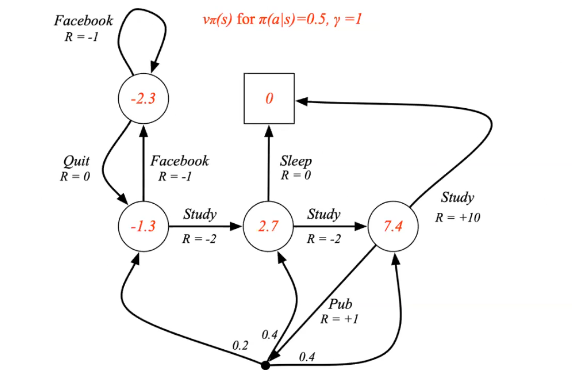 Facebook
R = -1
vπ(s) for π(a|s)=0.5, γ =1
-2.3
0
Quit
R = 0
Facebook
R = -1
Sleep
R = 0
Study
R = +10
-1.3
Study
R = -2
2.7
Study
R = -2
7.4
Pub
R = +1
0.2
0.4
0.4